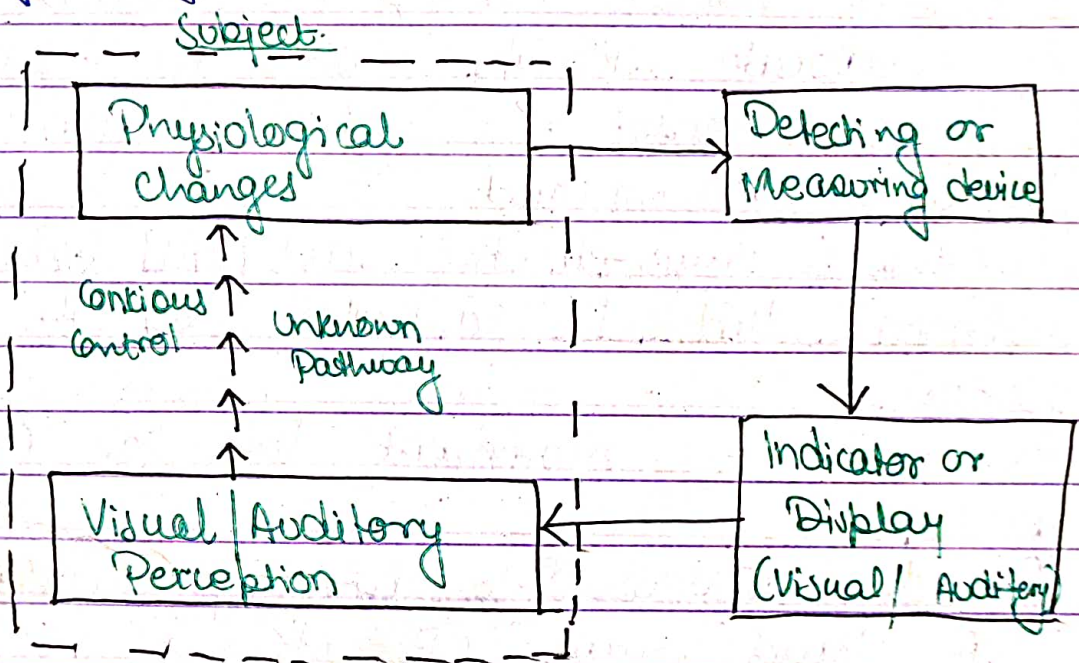 Subject.
Physiological
changes
Detecting or
Measuring device
Concious
Control
Unknown
Pathway
Indicator or
Display
(Visual / Auditory)
Visual / Auditory
Perception